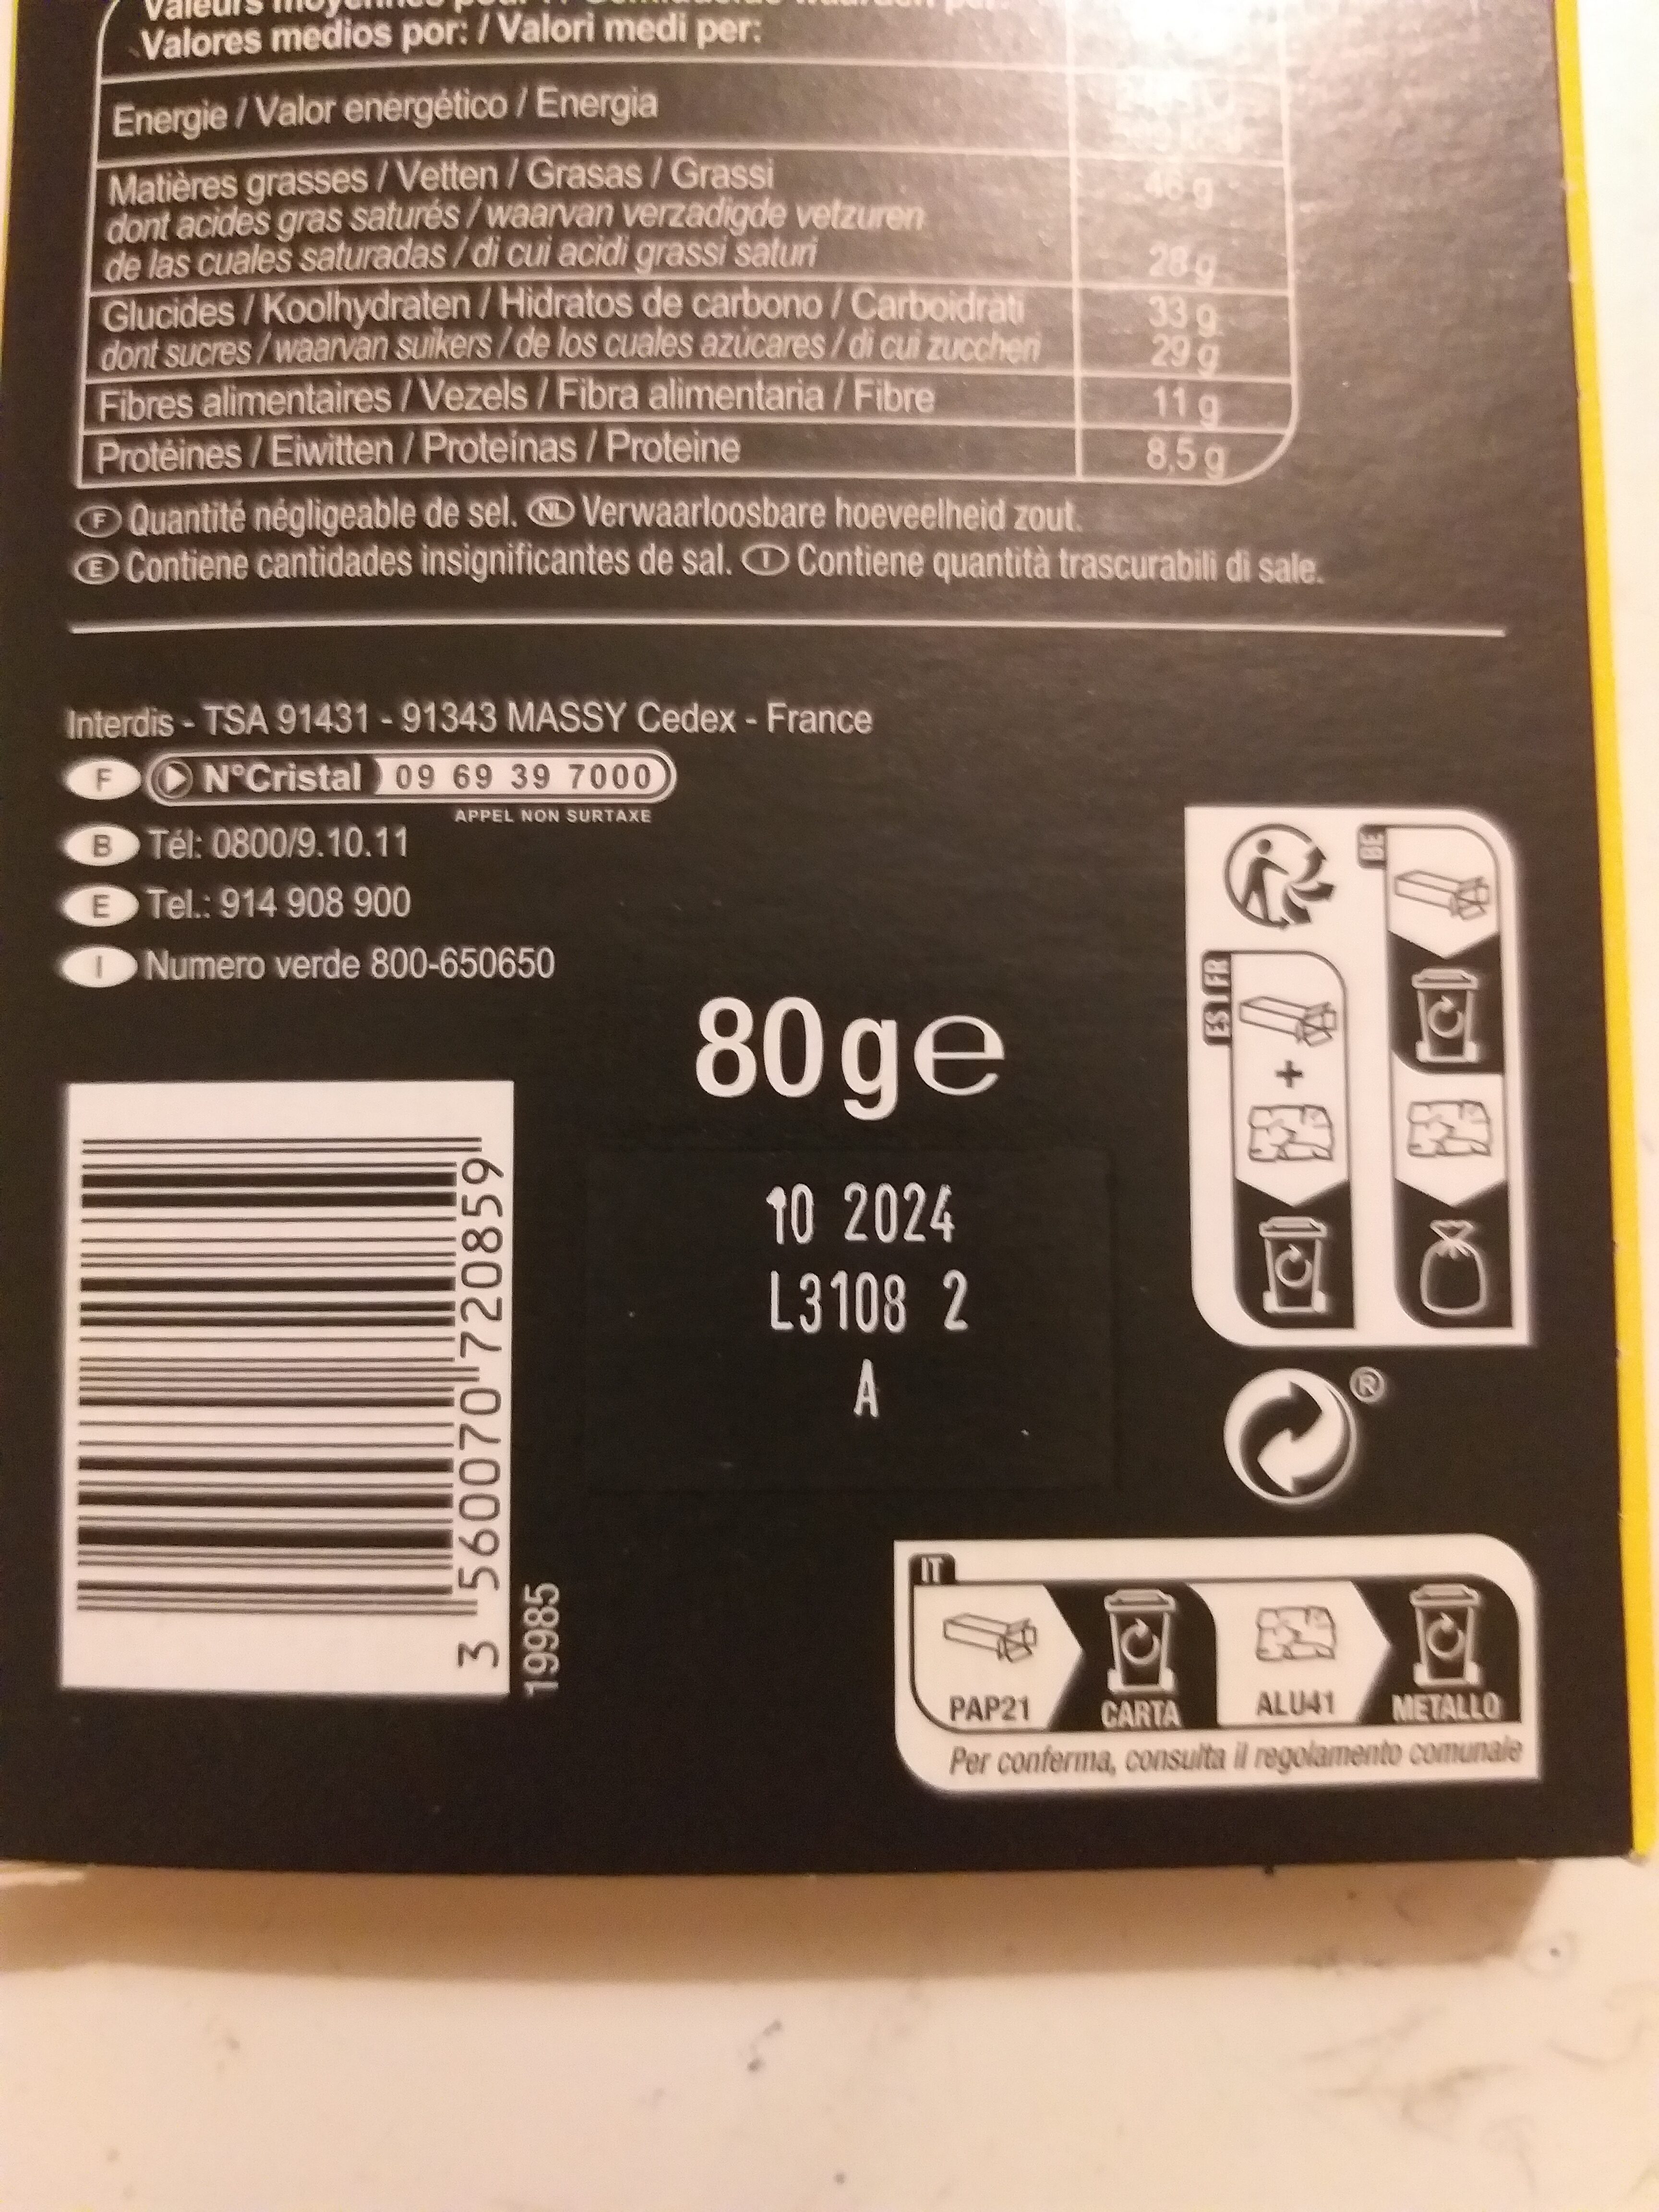 Valores medios por: / Valori medi per:
Energie / Valor energético / Energia
Matières grasses / Vetten / Grasas / Grassi 46 g
dont acides gras saturés / waarvan verzadigde vetzuren
de las cuales saturadas / di cui acidi grassi saturi 28 g
Glucides / Koolhydraten / Hidratos de carbono / Carboidrati 33 g
dont sucres / waarvan suikers / de los cuales azúcares / di cui zuccheri 29 g
Fibres alimentaires / Vezels / Fibra alimentaria / Fibre 11 g
Protéines / Eiwitten / Proteínas / Proteine 8,5 g
F Quantité négligeable de sel. NL Verwaarloosbare hoeveelheid zout.
E Contiene cantidades insignificantes de sal. I Contiene quantità trascurabili di sale.
Interdis - TSA 91431 - 91343 MASSY Cedex - France
F N°Cristal 09 69 39 7000
APPEL NON SURTAXE
B Tél: 0800/9.10.11
E Tel.: 914 908 900
I Numero verde 800-650650
80 g e
10 2024
L3108 2
A
3 560070 720859
19985
BE
ES FR
+
®
IT
PAP21 CARTA ALU41 METALLO
Per conferma, consulta il regolamento comunale